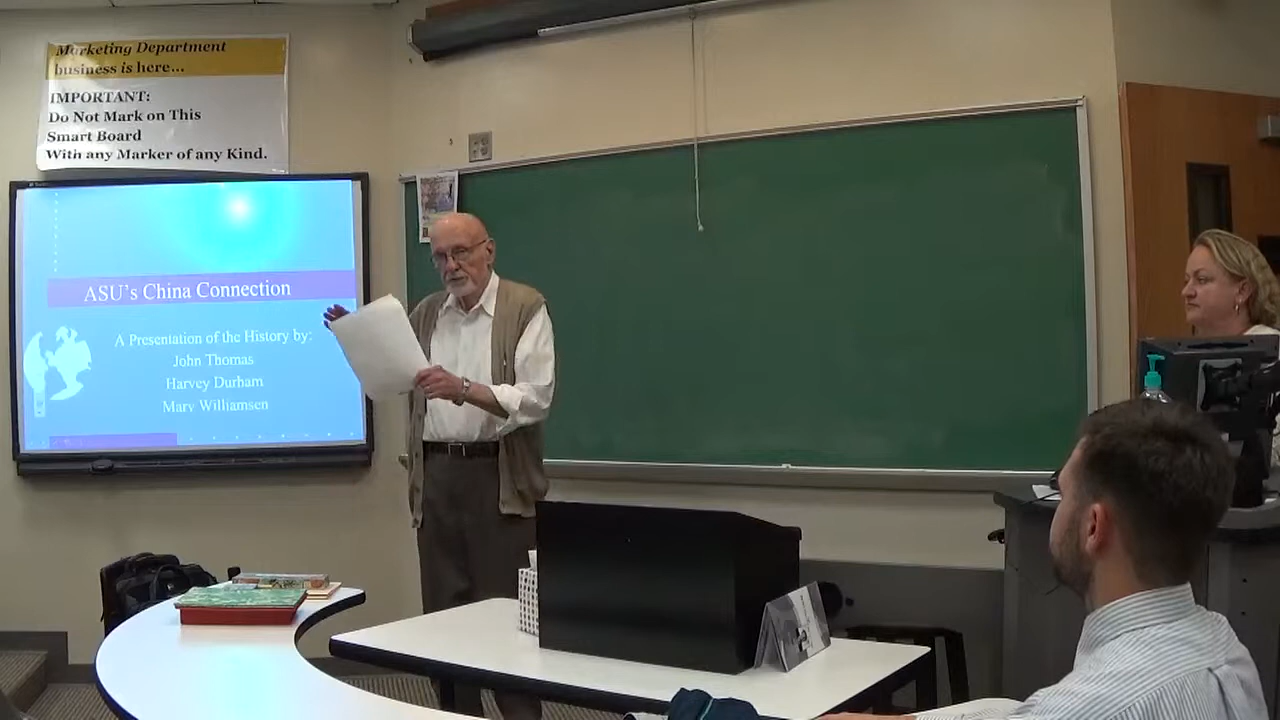 Marketing Department
business is here...
IMPORTANT:
Do Not Mark on This
Smart Board
With any Marker of any Kind.
ASU's China Connection
A Presentation of the History by:
John Thomas
Harvey Durham
Mary Williamsen